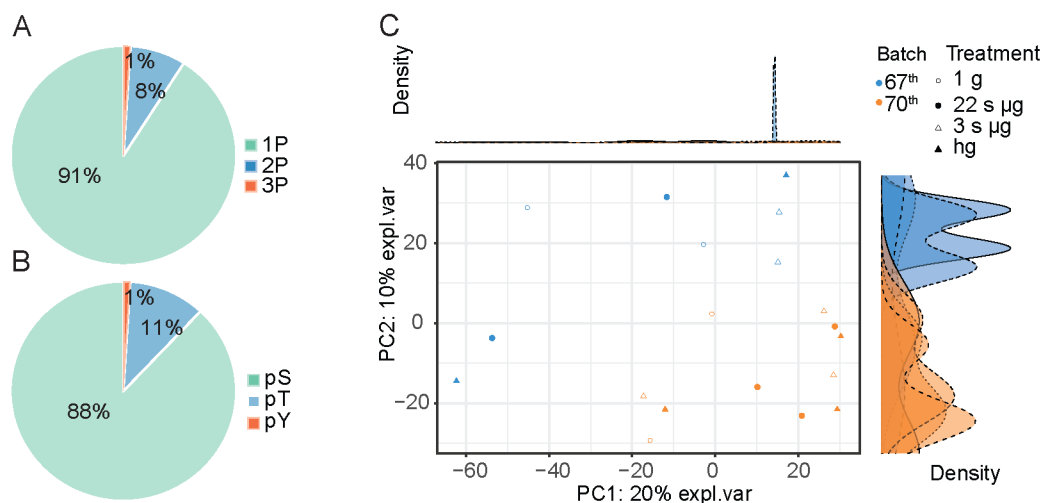 A
1%
8%
91%
1P
2P
3P
B
1%
11%
88%
pS
pT
pY
C
Density
Batch
67th
70th
Treatment
1 g
22 s µg
3 s µg
hg
40
20
0
−20
PC2: 10% expl.var
−60
−40
−20
0
20
PC1: 20% expl.var
Density